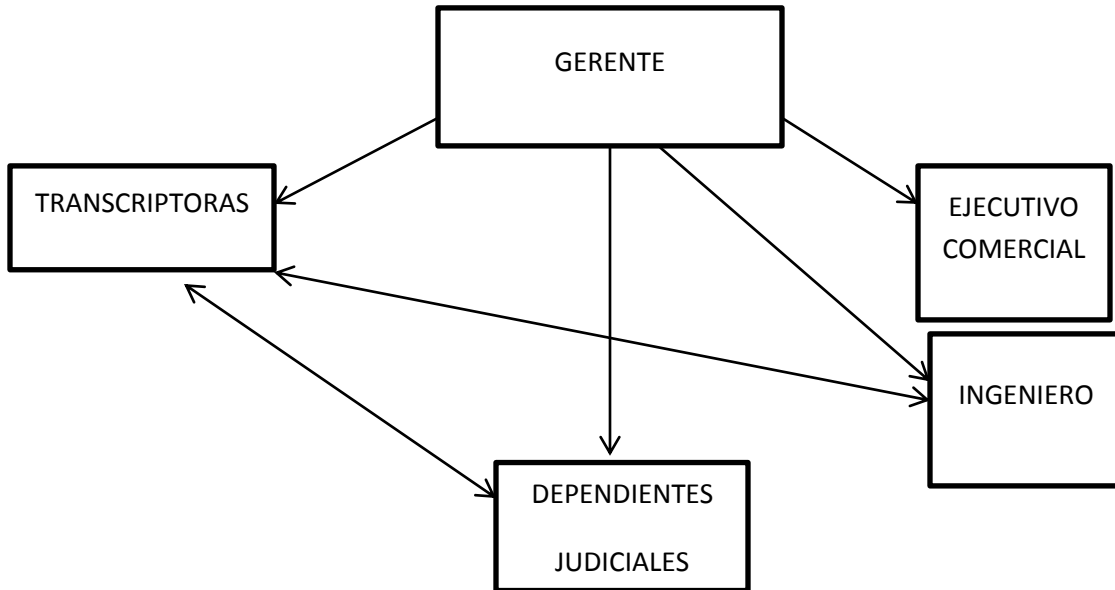 GERENTE
TRANSCRIPTORAS
EJECUTIVO
COMERCIAL
INGENIERO
DEPENDIENTES
JUDICIALES